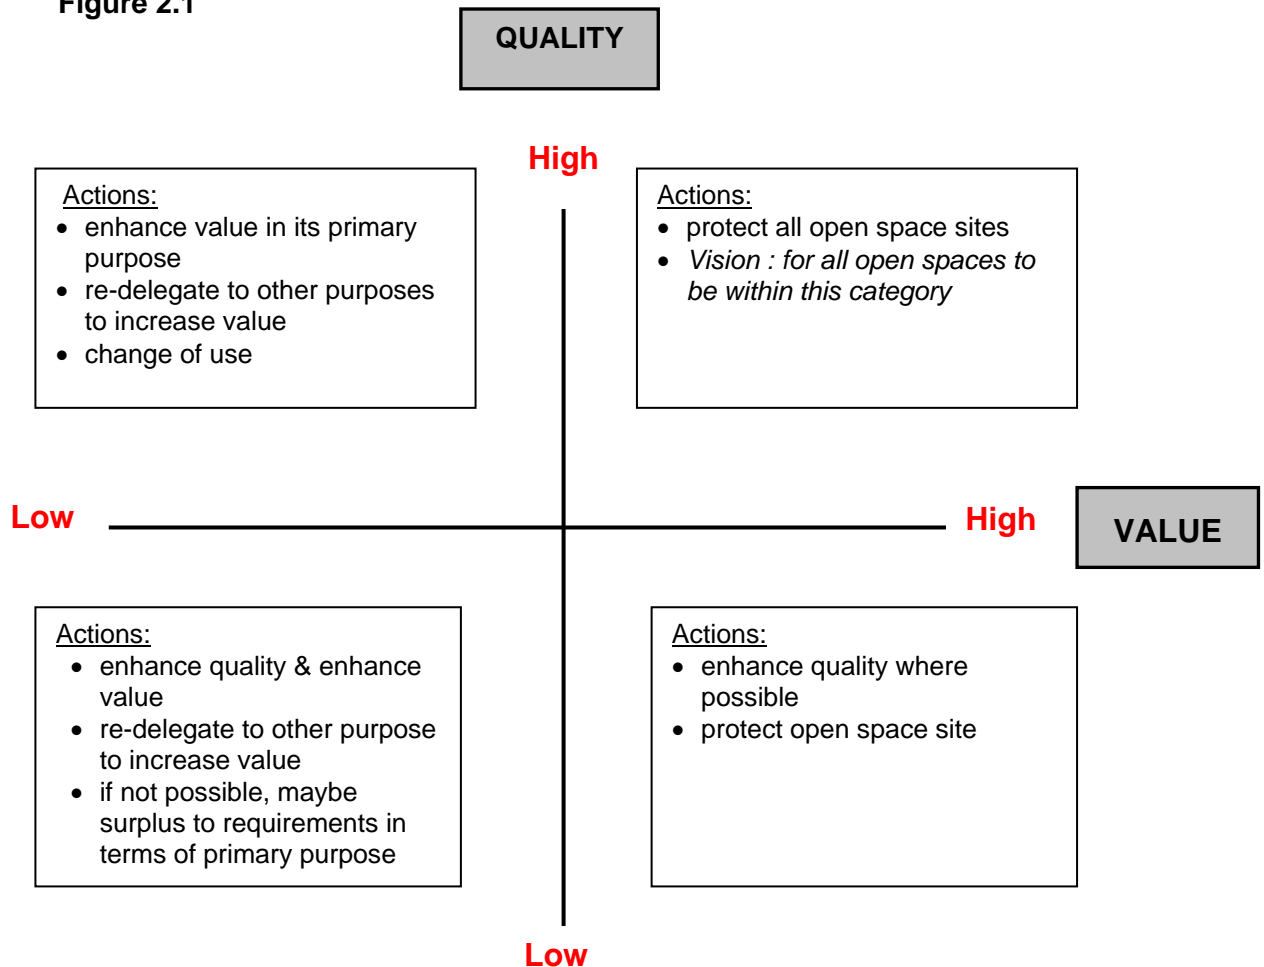 Figure 2.1
QUALITY
High
Actions:
• enhance value in its primary
purpose
• re-delegate to other purposes
to increase value
• change of use
Actions:
• protect all open space sites
• Vision : for all open spaces to
be within this category
Low
High
VALUE
Actions:
• enhance quality & enhance
value
• re-delegate to other purpose
to increase value
• if not possible, maybe
surplus to requirements in
terms of primary purpose
Actions:
• enhance quality where
possible
• protect open space site
Low